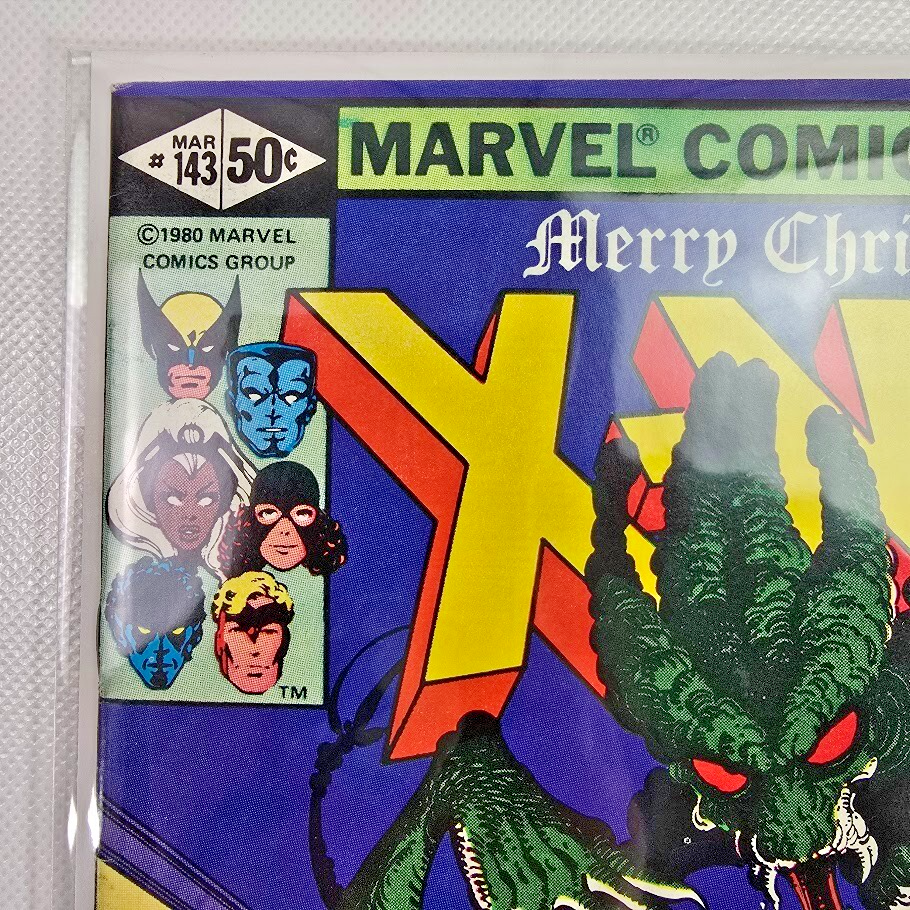 MAR
# 143 50¢
MARVEL® COMIC
©1980 MARVEL
COMICS GROUP
Merry Chri
X
TM